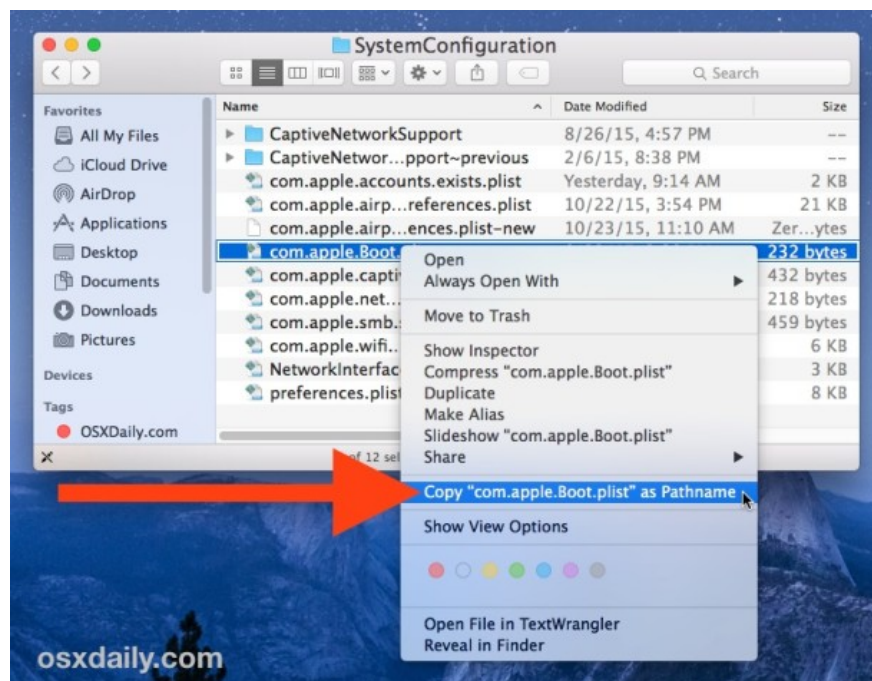 SystemConfiguration
Search
Favorites
All My Files
iCloud Drive
AirDrop
Applications
Desktop
Documents
Downloads
Pictures
Devices
Tags
OSXDaily.com
Name Date Modified Size
CaptiveNetworkSupport 8/26/15, 4:57 PM --
CaptiveNetwor...pport~previous 2/6/15, 8:38 PM --
com.apple.accounts.exists.plist Yesterday, 9:14 AM 2 KB
com.apple.airp...references.plist 10/22/15, 3:54 PM 21 KB
com.apple.airp...ences.plist-new 10/23/15, 11:10 AM Zer...ytes
com.apple.Boot. 232 bytes
com.apple.capti 432 bytes
com.apple.net... 218 bytes
com.apple.smb. 459 bytes
com.apple.wifi.. 6 KB
NetworkInterfac 3 KB
preferences.plist 8 KB
of 12 sel
Open
Always Open With
Move to Trash
Show Inspector
Compress “com.apple.Boot.plist”
Duplicate
Make Alias
Slideshow “com.apple.Boot.plist”
Share
Copy “com.apple.Boot.plist” as Pathname
Show View Options
Open File in TextWrangler
Reveal in Finder
osxdaily.com